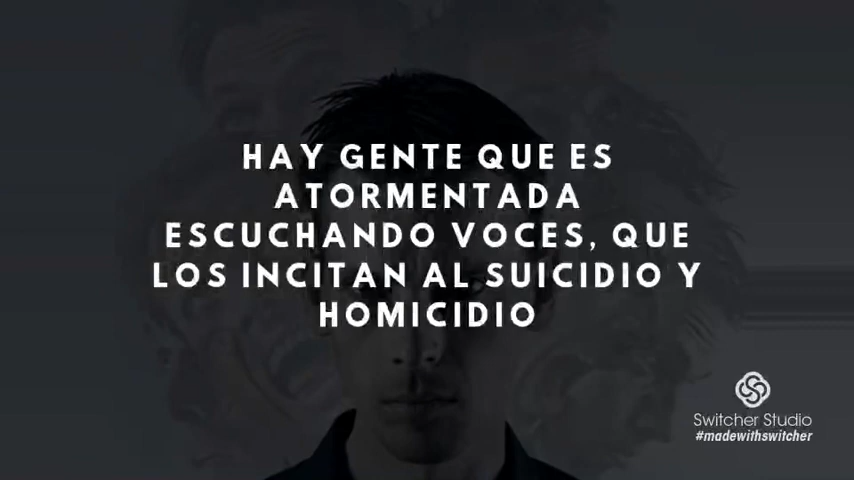 HAY GENTE QUE ES
ATORMENTADA
ESCUCHANDO VOCES, QUE
LOS INCITAN AL SUICIDIO Y
HOMICIDIO
Switcher Studio
#madewithswitcher